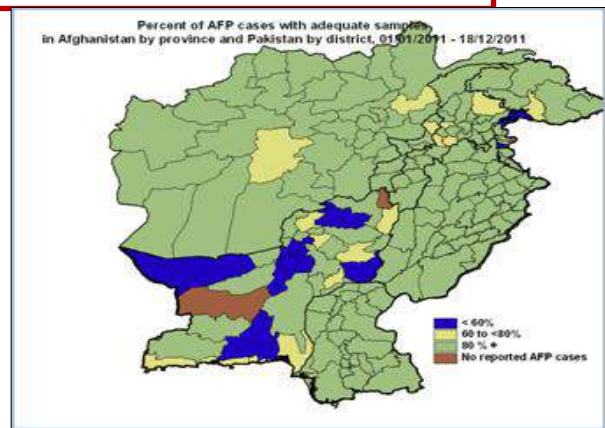 Percent of AFP cases with adequate samples
in Afghanistan by province and Pakistan by district, 01/01/2011 - 18/12/2011
< 60%
60 to <80%
80 % +
No reported AFP cases